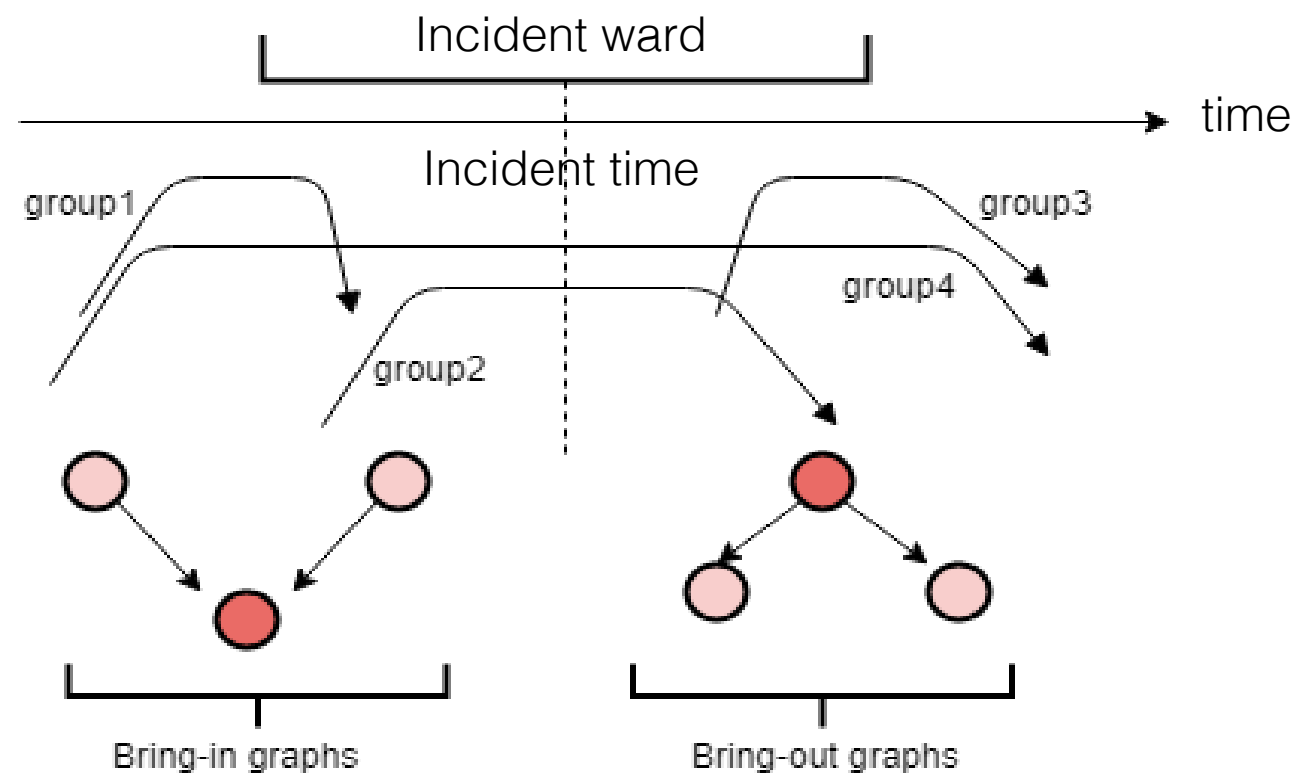 Incident ward
time
Incident time
group1
group3
group4
group2
Bring-in graphs
Bring-out graphs